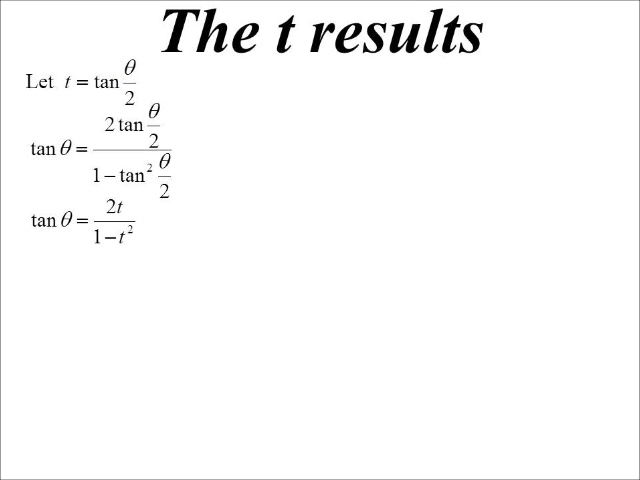 The t results
Let t = tan θ/2
tan θ = (2 tan θ/2)/(1 − tan² θ/2)
tan θ = 2t/(1 − t²)